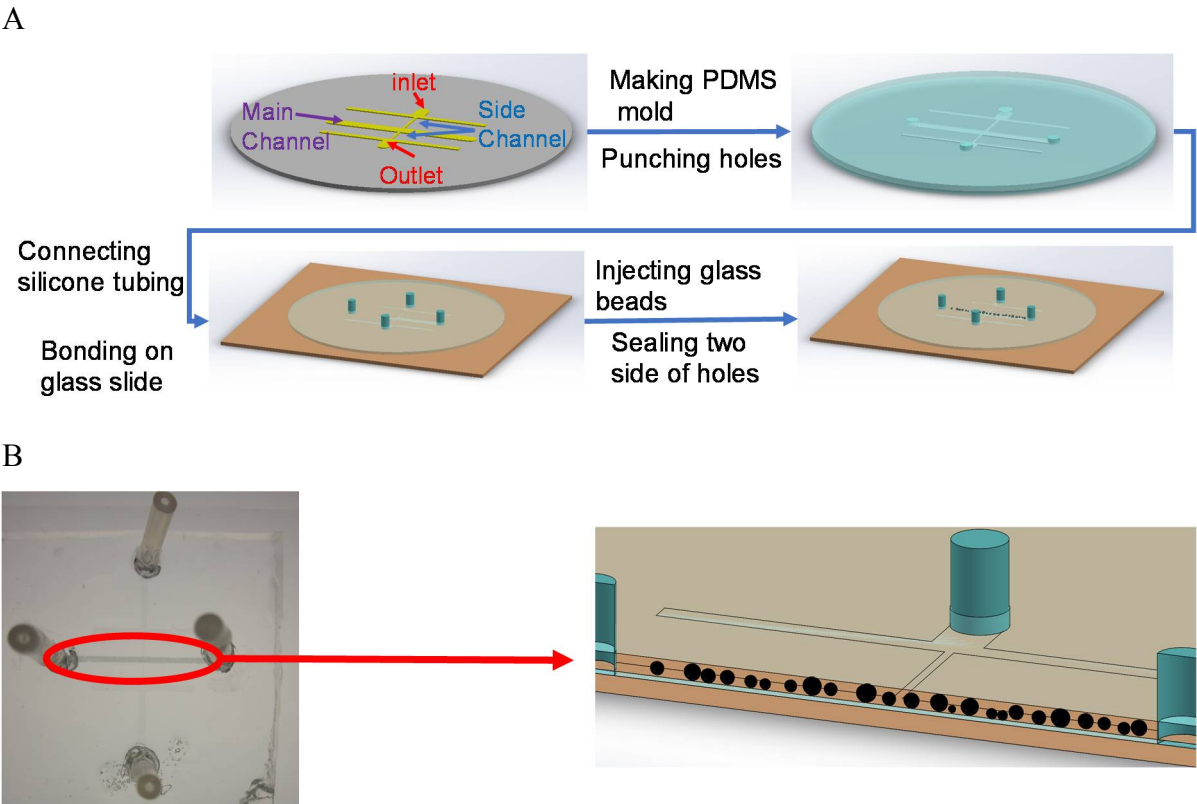 A
inlet
Main
Channel
Side
Channel
Outlet
Making PDMS
mold
Punching holes
Connecting
silicone tubing
Bonding on
glass slide
Injecting glass
beads
Sealing two
side of holes
B